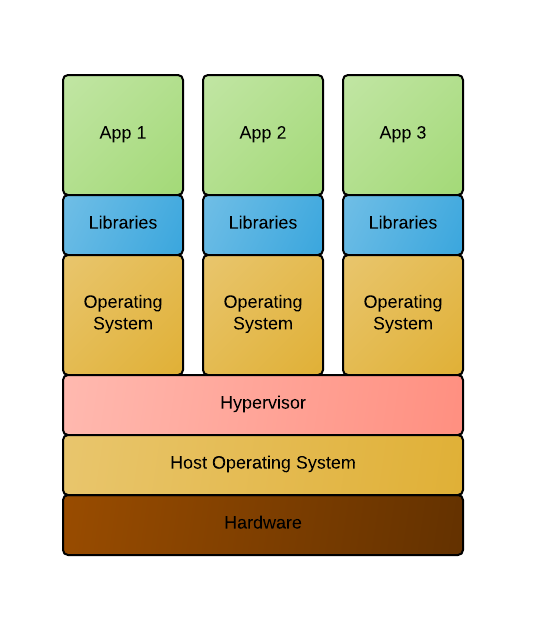 App 1
App 2
App 3
Libraries
Libraries
Libraries
Operating
System
Operating
System
Operating
System
Hypervisor
Host Operating System
Hardware